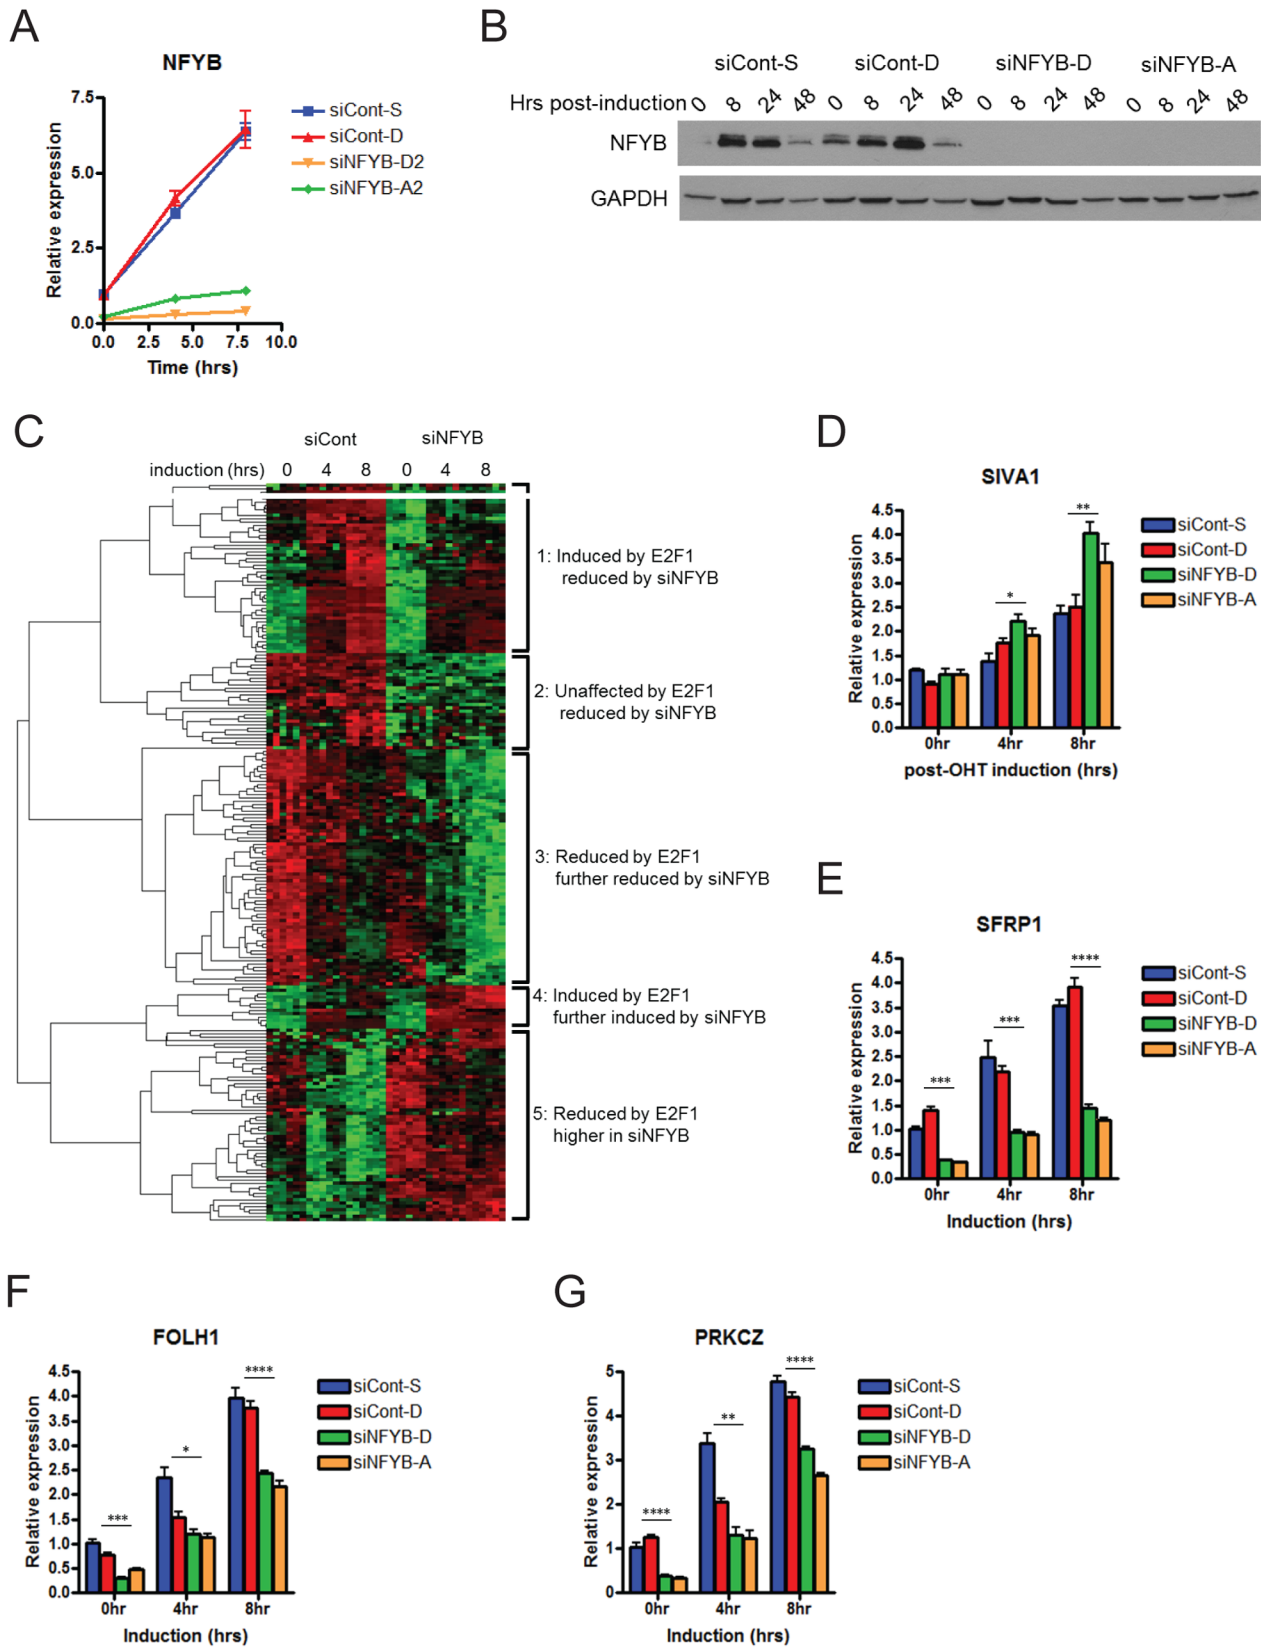 A
NFYB
7.5
5.0
2.5
0.0
0.0 2.5 5.0 7.5 10.0
Relative expression
Time (hrs)
siCont-S
siCont-D
siNFYB-D2
siNFYB-A2
B
siCont-S siCont-D siNFYB-D siNFYB-A
Hrs post-induction 0 8 24 48 0 8 24 48 0 8 24 48 0 8 24 48
NFYB
GAPDH
C
siCont siNFYB
induction (hrs) 0 4 8 0 4 8
1: Induced by E2F1
reduced by siNFYB
2: Unaffected by E2F1
reduced by siNFYB
3: Reduced by E2F1
further reduced by siNFYB
4: Induced by E2F1
further induced by siNFYB
5: Reduced by E2F1
higher in siNFYB
D
SIVA1
4.5
4.0
3.5
3.0
2.5
2.0
1.5
1.0
0.5
0.0
Relative expression
* **
0hr 4hr 8hr
post-OHT induction (hrs)
siCont-S
siCont-D
siNFYB-D
siNFYB-A
E
SFRP1
4.5
4.0
3.5
3.0
2.5
2.0
1.5
1.0
0.5
0.0
Relative expression
*** *** ****
0hr 4hr 8hr
Induction (hrs)
siCont-S
siCont-D
siNFYB-D
siNFYB-A
F
FOLH1
4.5
4.0
3.5
3.0
2.5
2.0
1.5
1.0
0.5
0.0
Relative expression
*** * ****
0hr 4hr 8hr
Induction (hrs)
siCont-S
siCont-D
siNFYB-D
siNFYB-A
G
PRKCZ
5
4
3
2
1
0
Relative expression
**** ** ****
0hr 4hr 8hr
Induction (hrs)
siCont-S
siCont-D
siNFYB-D
siNFYB-A